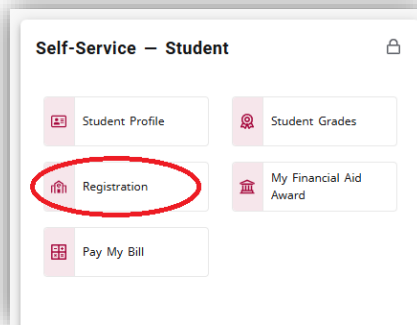 Self-Service — Student
Student Profile
Student Grades
Registration
My Financial Aid
Award
Pay My Bill